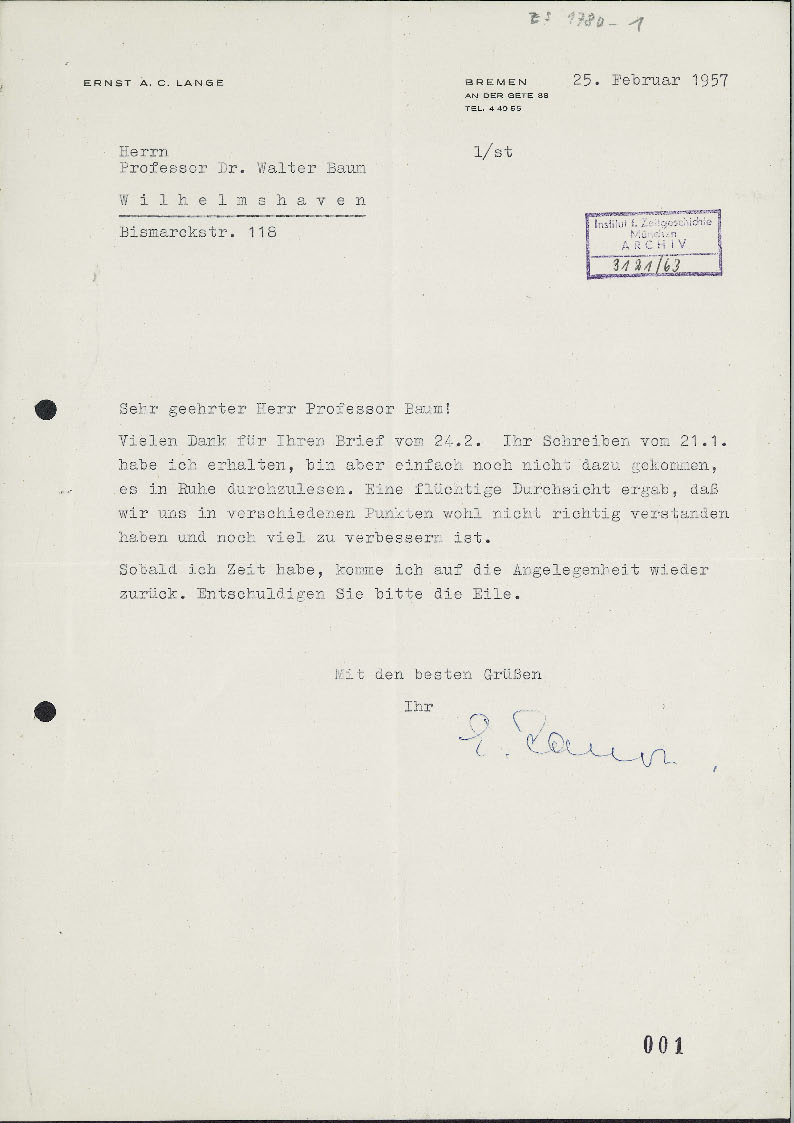 ZS 1780-1
ERNST A. C. LANGE
BREMEN 25. Februar 1957
AN DER GETE 88
TEL. 4 40 55
Herrn
Professor Dr. Walter Baum
l/st
Wilhelmshaven
Bismarckstr. 118
Institut f. Zeitgeschichte
München
ARCHIV
3121/63
Sehr geehrter Herr Professor Baum!
Vielen Dank für Ihren Brief vom 24.2. Ihr Schreiben vom 21.1.
habe ich erhalten, bin aber einfach noch nicht dazu gekommen,
es in Ruhe durchzulesen. Eine flüchtige Durchsicht ergab, daß
wir uns in verschiedenen Punkten wohl nicht richtig verstanden
haben und noch viel zu verbessern ist.
Sobald ich Zeit habe, komme ich auf die Angelegenheit wieder
zurück. Entschuldigen Sie bitte die Eile.
Mit den besten Grüßen
Ihr
001